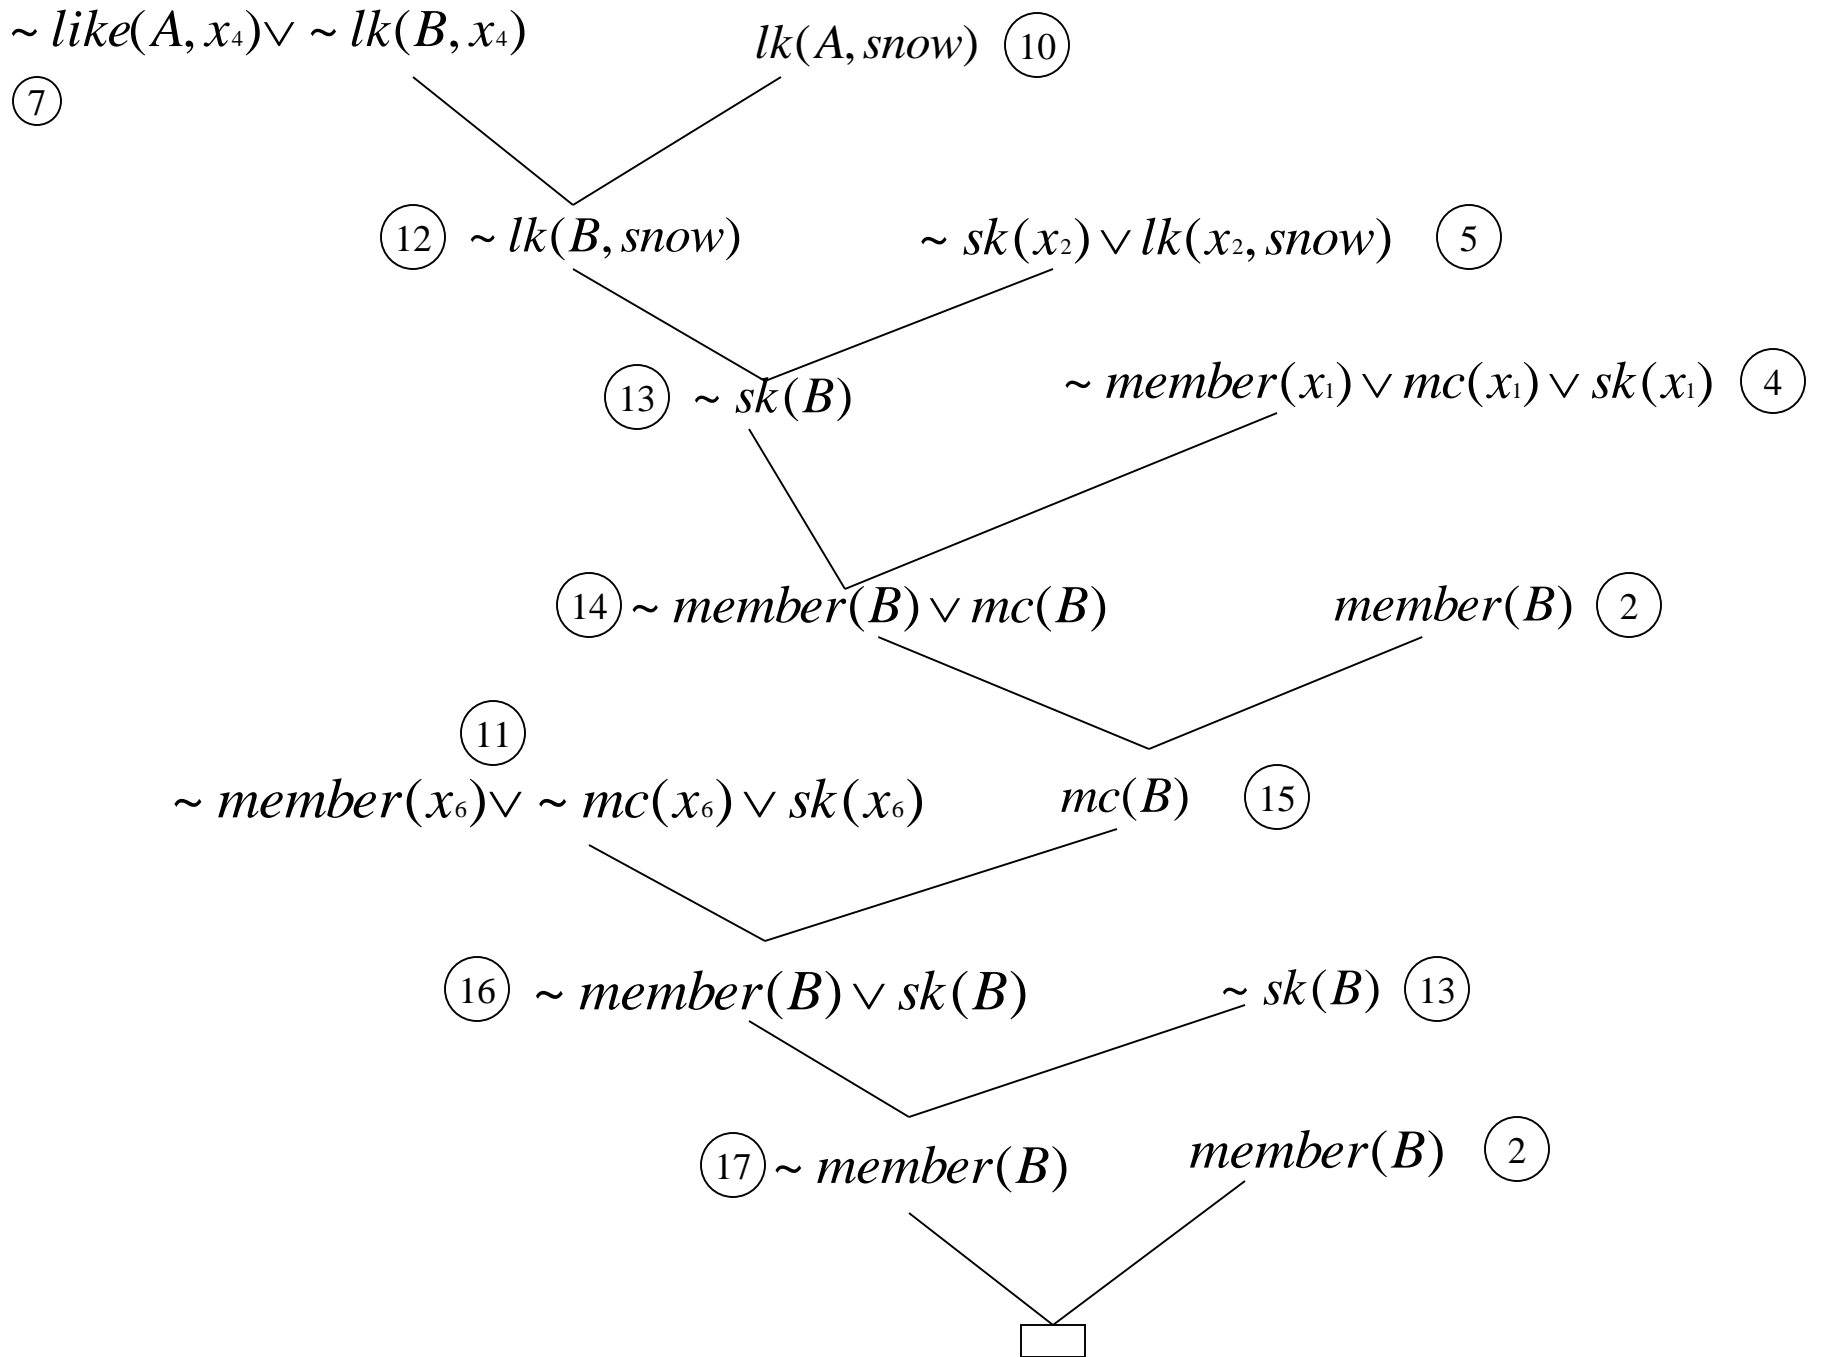 ~ like(A, x₄)∨ ~ lk(B, x₄) lk(A, snow) 10
7
12 ~ lk(B, snow) ~ sk(x₂) ∨ lk(x₂, snow) 5
~ member(x₁) ∨ mc(x₁) ∨ sk(x₁) 4
13 ~ sk(B)
14 ~ member(B) ∨ mc(B) member(B) 2
11
~ member(x₆)∨ ~ mc(x₆) ∨ sk(x₆) mc(B) 15
16 ~ member(B) ∨ sk(B) ~ sk(B) 13
17 ~ member(B) member(B) 2